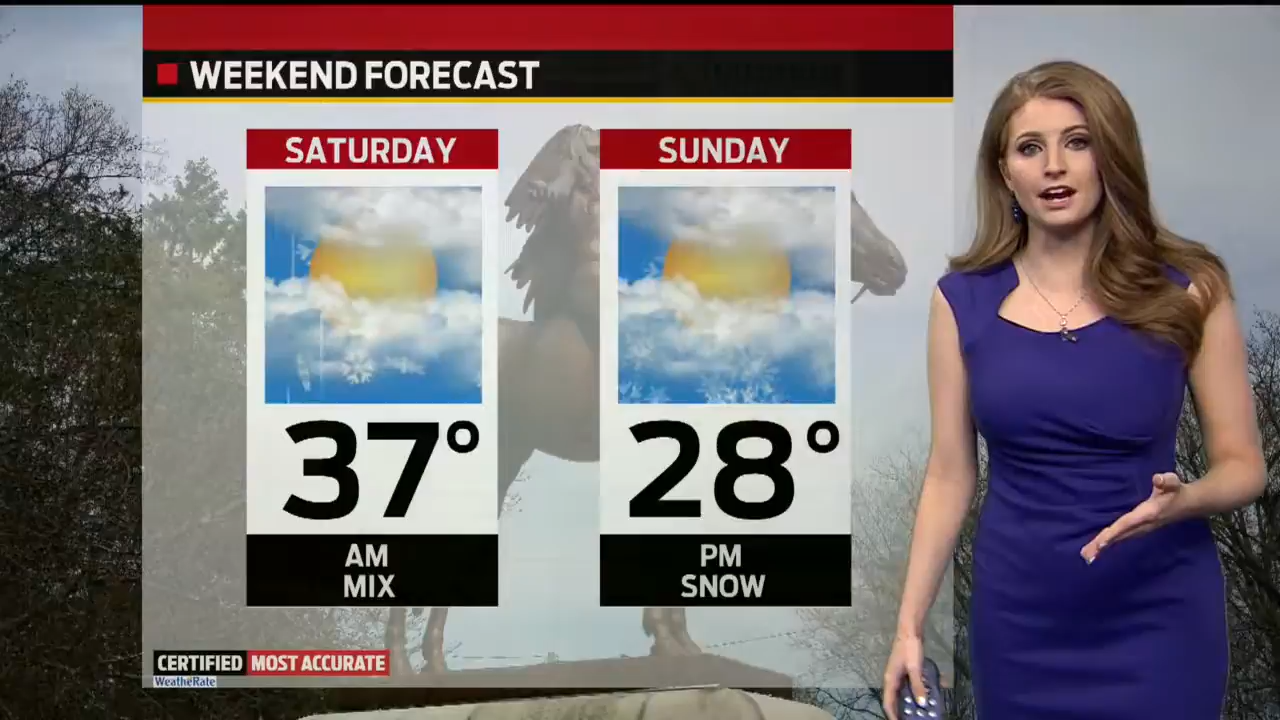 WEEKEND FORECAST
SATURDAY
37°
AM
MIX
SUNDAY
28°
PM
SNOW
CERTIFIED MOST ACCURATE
WeatheRate